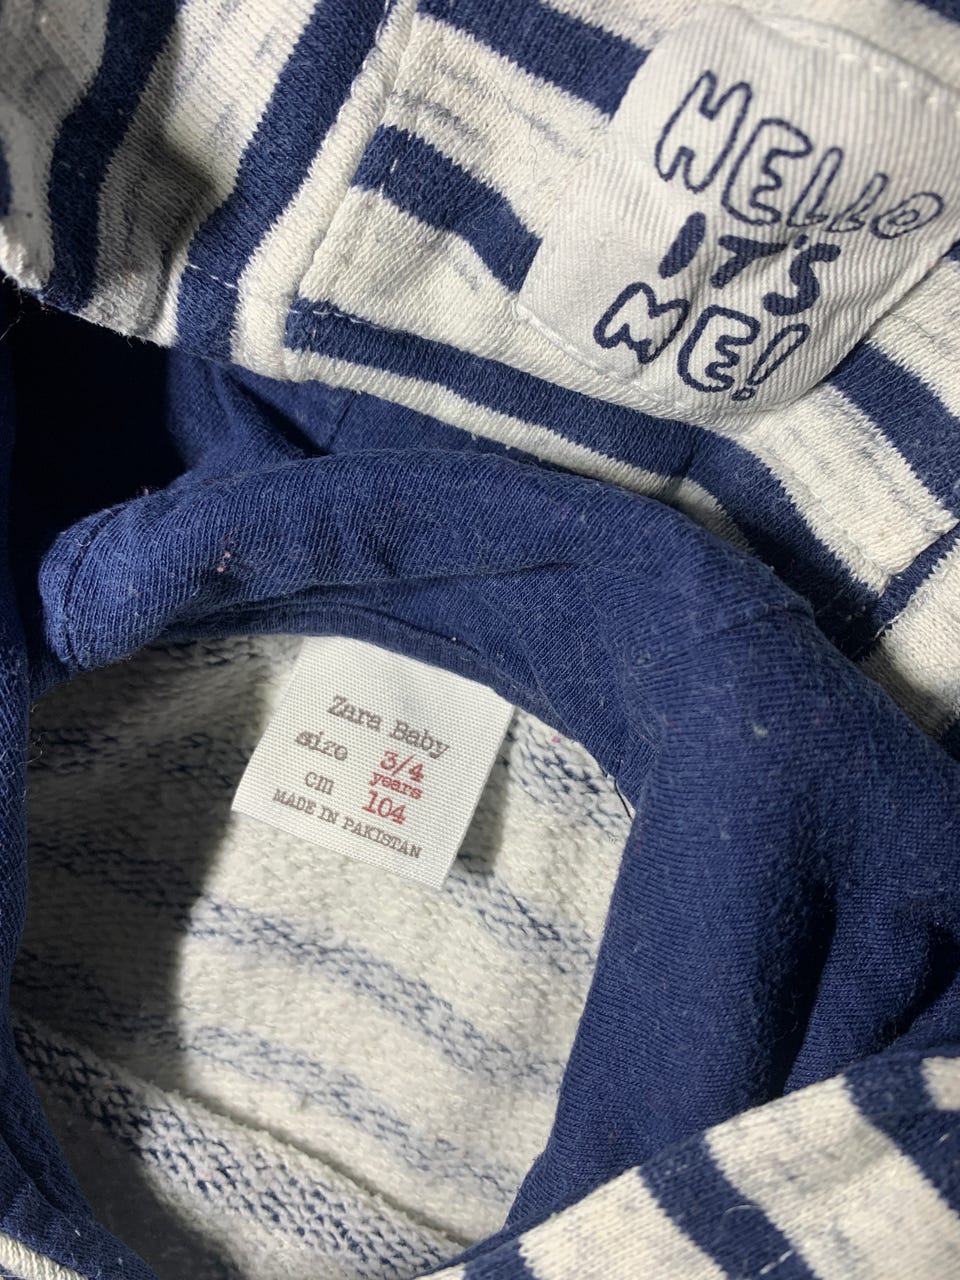 HELLO
IT'S
ME!
Zara Baby
size 3/4
years
cm 104
MADE IN PAKISTAN